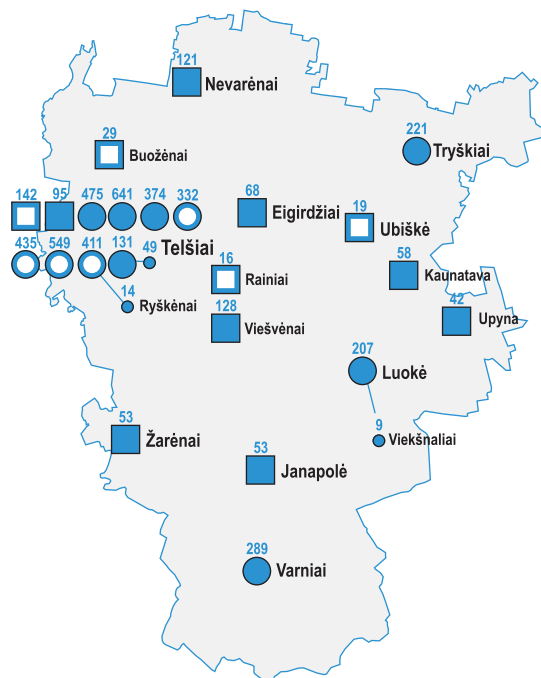 121
Nevarėnai
221
Tryškiai
29
Buožėnai
142 95 475 641 374 332
68
Eigirdžiai
19
Ubiškė
435 549 411 131 49
Telšiai
58
Kaunatava
16
Rainiai
14
Ryškėnai
42
Upyna
128
Viešvėnai
207
Luokė
53
Žarėnai
9
Viekšnaliai
53
Janapolė
289
Varniai